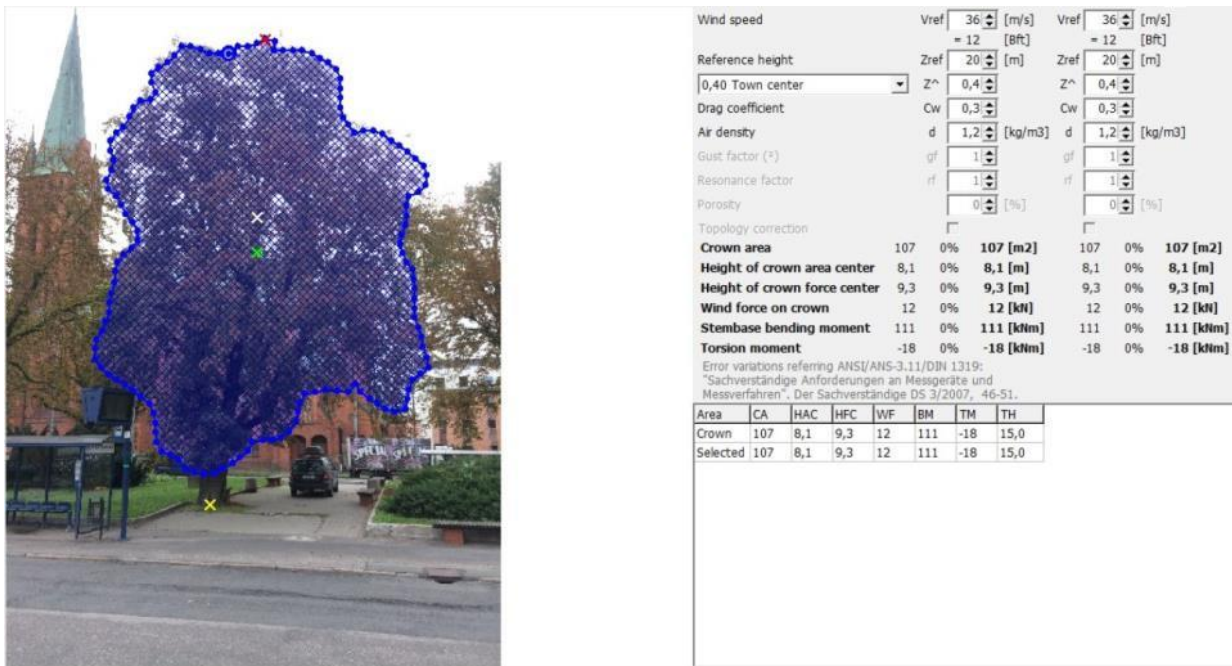 Wind speed Vref 36 [m/s] Vref 36 [m/s]
= 12 [Bft] = 12 [Bft]
Reference height Zref 20 [m] Zref 20 [m]
0,40 Town center Z^ 0,4 Z^ 0,4
Drag coefficient Cw 0,3 Cw 0,3
Air density d 1,2 [kg/m3] d 1,2 [kg/m3]
Gust factor (²) gf 1 gf 1
Resonance factor rf 1 rf 1
Porosity 0 [%] 0 [%]
Topology correction
Crown area 107 0% 107 [m2] 107 0% 107 [m2]
Height of crown area center 8,1 0% 8,1 [m] 8,1 0% 8,1 [m]
Height of crown force center 9,3 0% 9,3 [m] 9,3 0% 9,3 [m]
Wind force on crown 12 0% 12 [kN] 12 0% 12 [kN]
Stembase bending moment 111 0% 111 [kNm] 111 0% 111 [kNm]
Torsion moment -18 0% -18 [kNm] -18 0% -18 [kNm]
Error variations referring ANSI/ANS-3.11/DIN 1319:
"Sachverständige Anforderungen an Messgeräte und
Messverfahren". Der Sachverständige DS 3/2007, 46-51.
Area CA HAC HFC WF BM TM TH
Crown 107 8,1 9,3 12 111 -18 15,0
Selected 107 8,1 9,3 12 111 -18 15,0
C